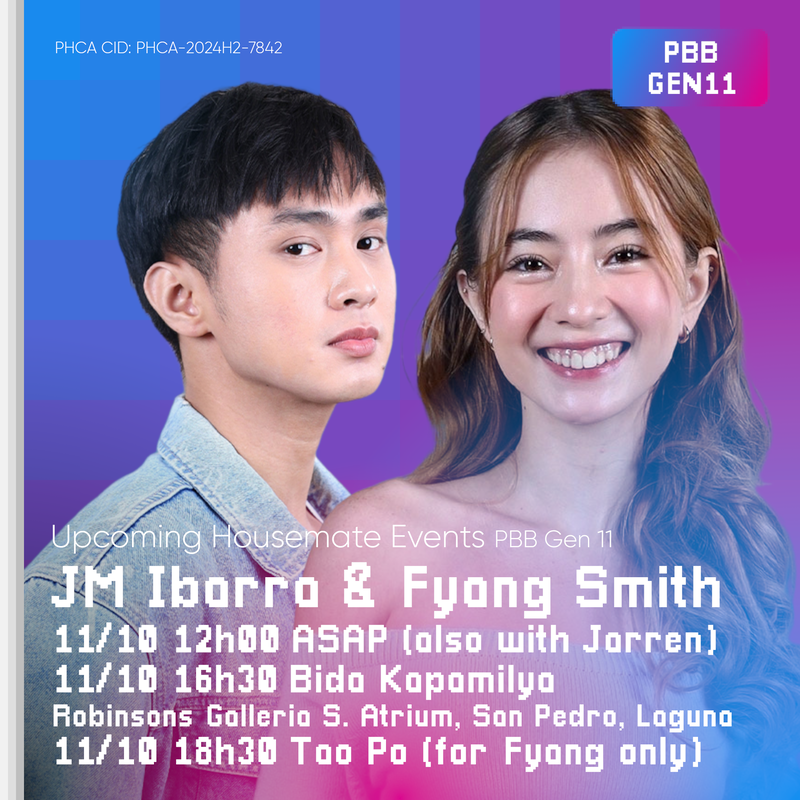 PHCA CID: PHCA-2024H2-7842
PBB
GEN11
Upcoming Housemate Events PBB Gen 11
JM Ibarra & Fyang Smith
11/10 12h00 ASAP (also with Jarren)
11/10 16h30 Bida Kapamilya
Robinsons Galleria S. Atrium, San Pedro, Laguna
11/10 18h30 Tao Po (for Fyang only)